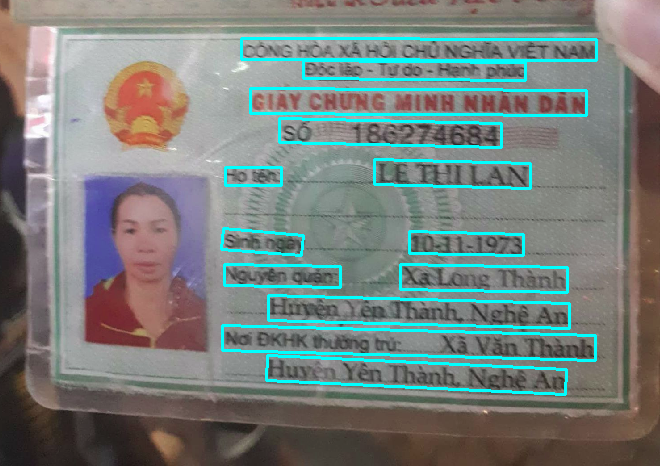 CỘNG HÒA XÃ HỘI CHỦ NGHĨA VIỆT NAM
Độc lập - Tự do - Hạnh phúc
GIẤY CHỨNG MINH NHÂN DÂN
SỐ 186274684
Họ tên: LÊ THỊ LAN
Sinh ngày 10-11-1973
Nguyên quán: Xã Long Thành
Huyện Yên Thành, Nghệ An
Nơi ĐKHK thường trú: Xã Văn Thành
Huyện Yên Thành, Nghệ An